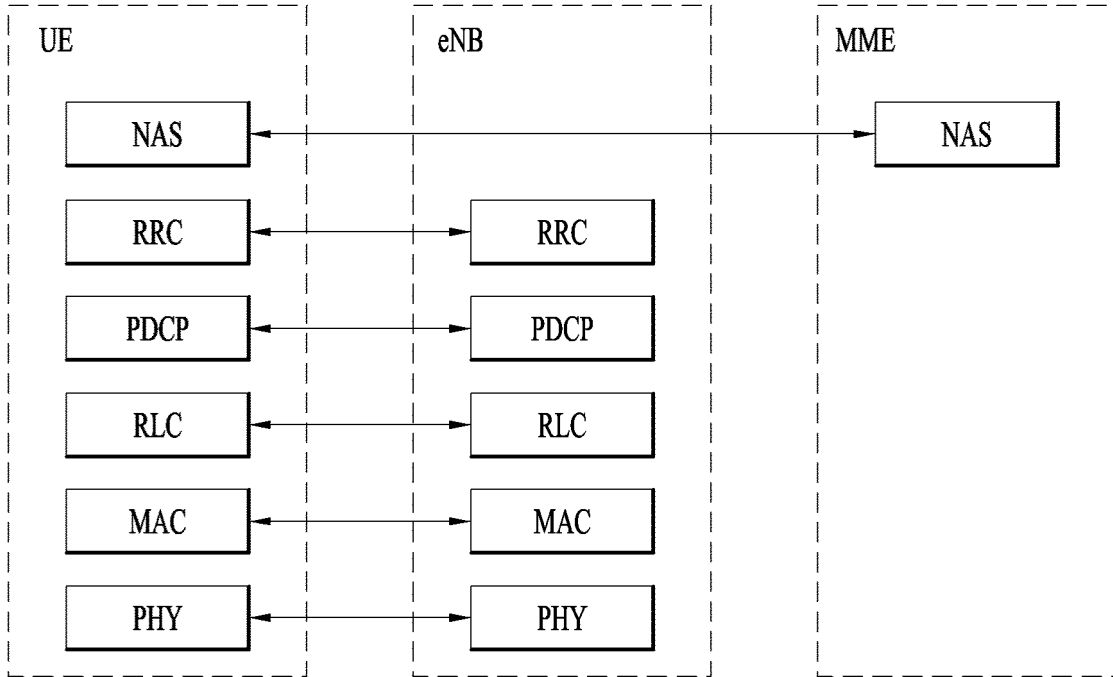 UE eNB MME
NAS NAS
RRC RRC
PDCP PDCP
RLC RLC
MAC MAC
PHY PHY